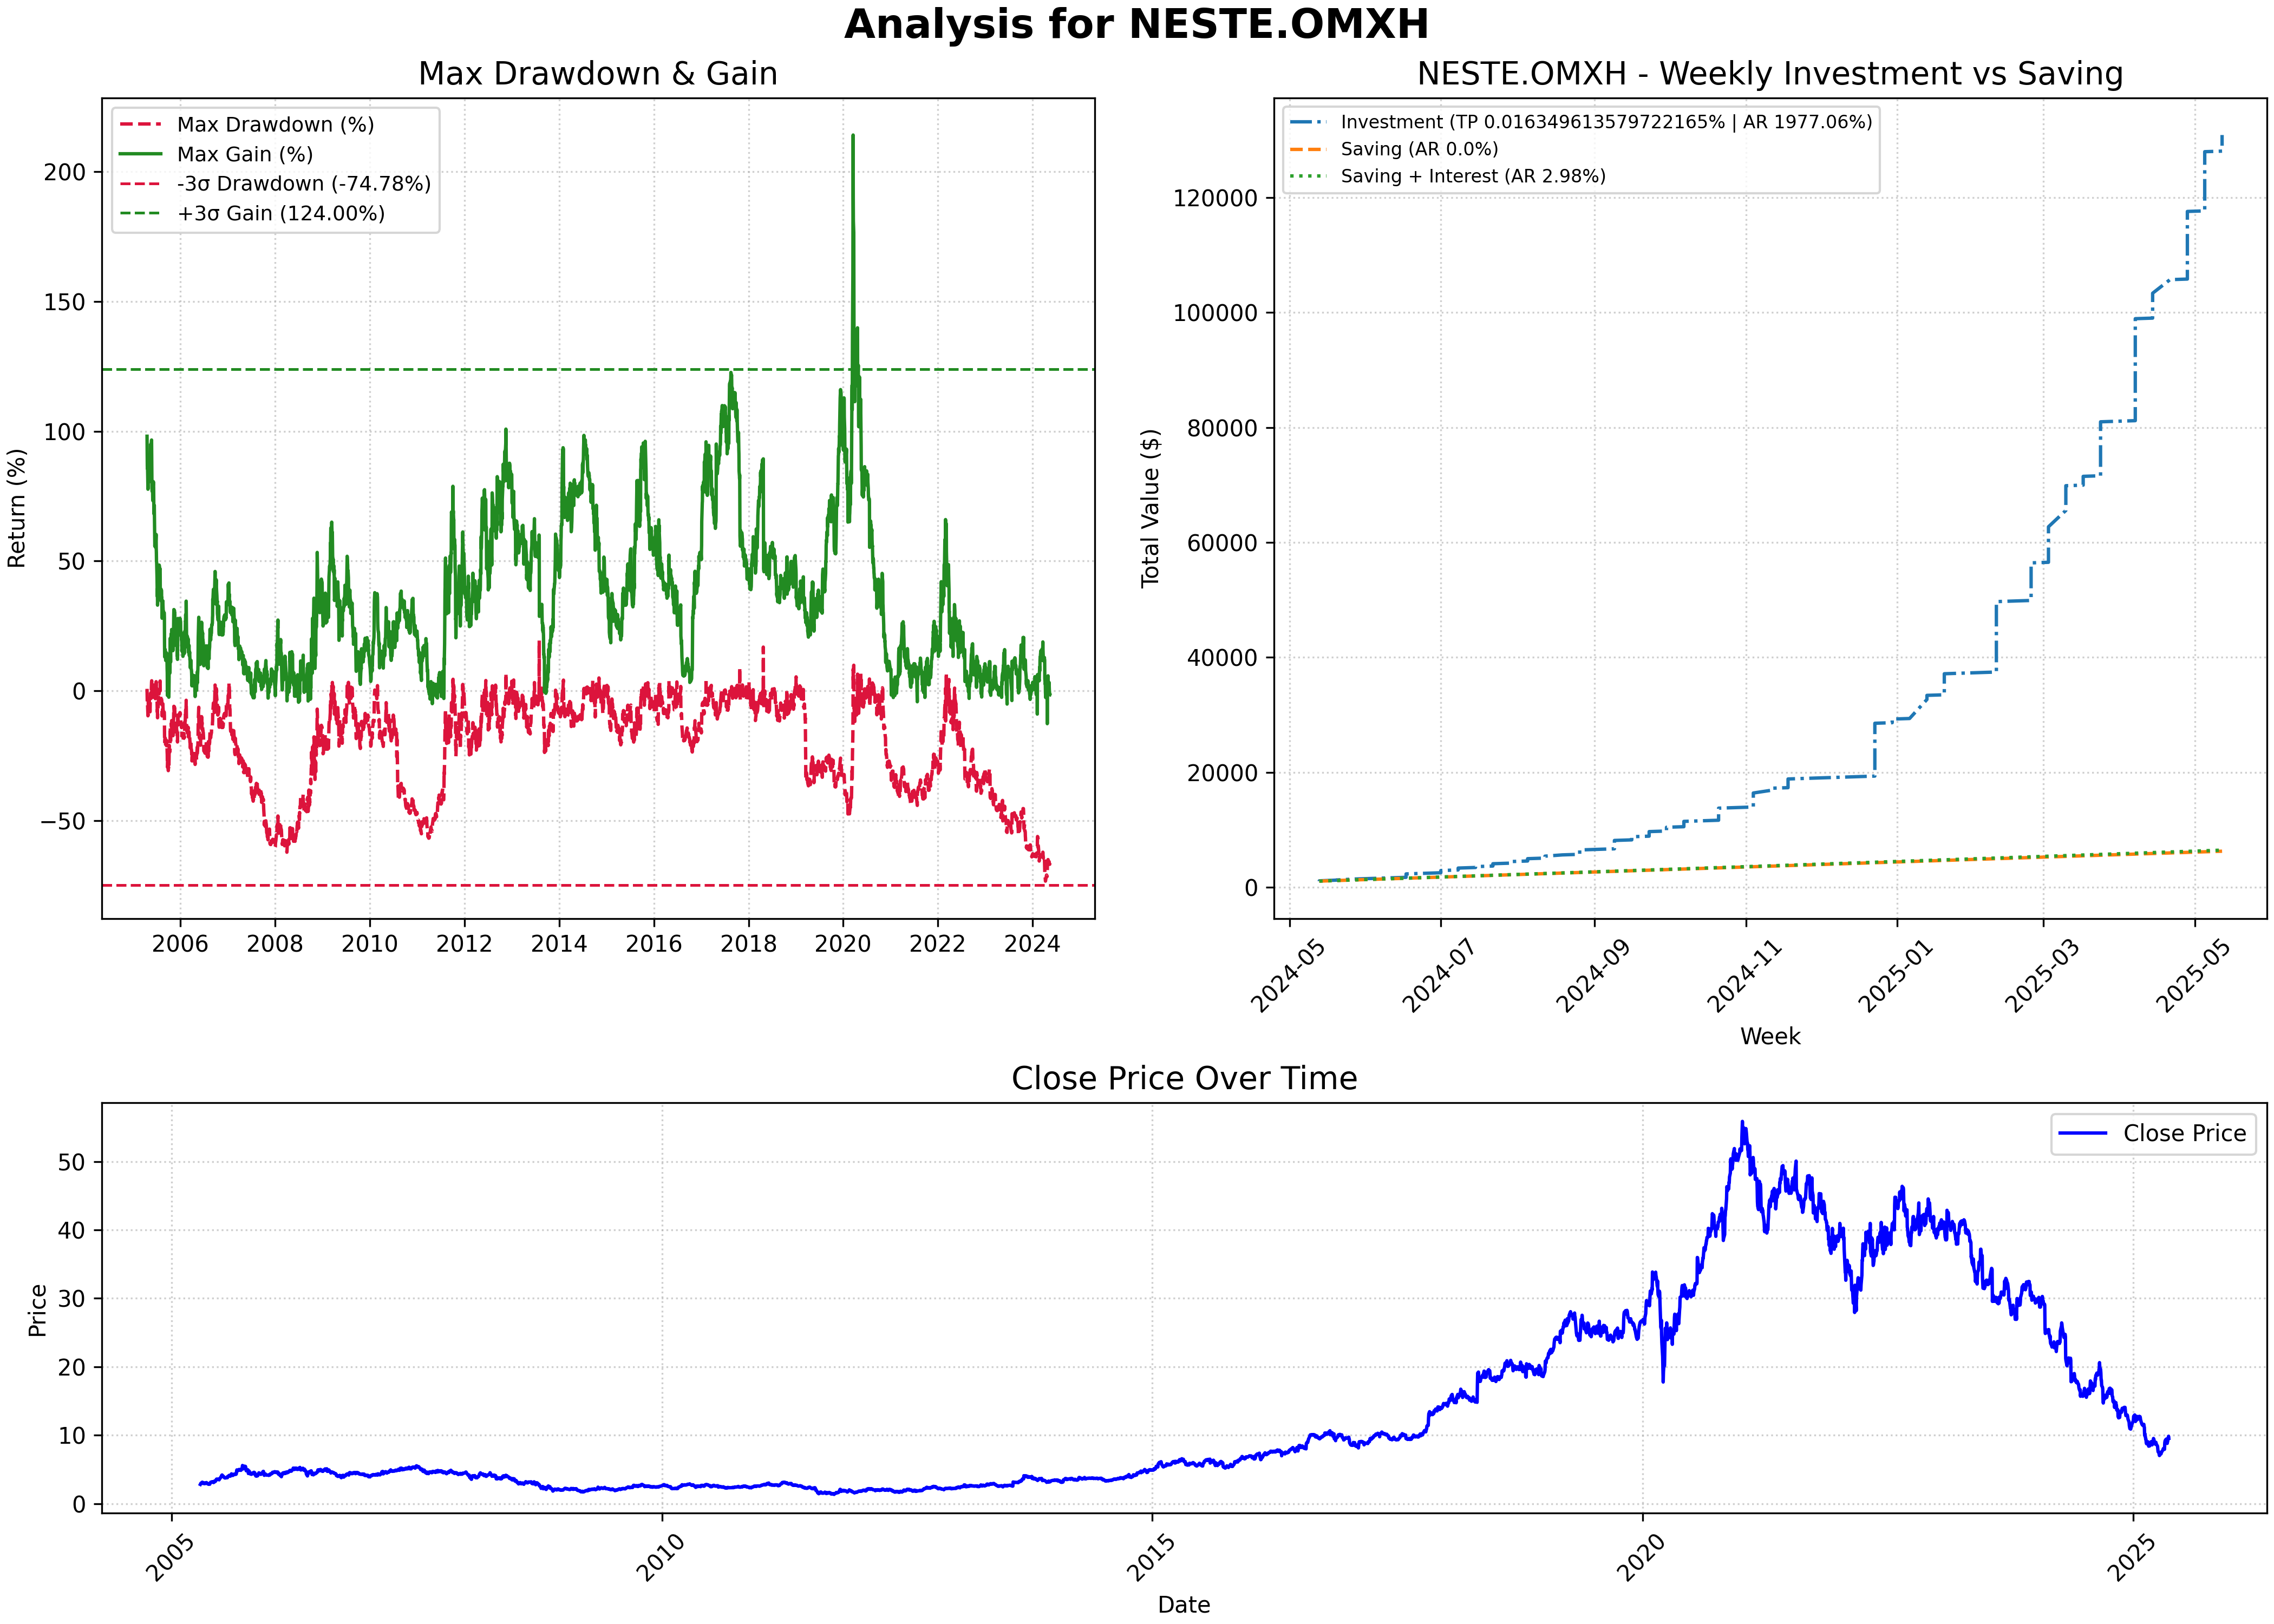 Analysis for NESTE.OMXH
Max Drawdown & Gain
Max Drawdown (%)
Max Gain (%)
-3σ Drawdown (-74.78%)
+3σ Gain (124.00%)
Return (%)
200
150
100
50
0
−50
2006 2008 2010 2012 2014 2016 2018 2020 2022 2024
NESTE.OMXH - Weekly Investment vs Saving
Investment (TP 0.016349613579722165% | AR 1977.06%)
Saving (AR 0.0%)
Saving + Interest (AR 2.98%)
Total Value ($)
120000
100000
80000
60000
40000
20000
0
2024-05 2024-07 2024-09 2024-11 2025-01 2025-03 2025-05
Week
Close Price Over Time
Close Price
Price
50
40
30
20
10
0
2005 2010 2015 2020 2025
Date